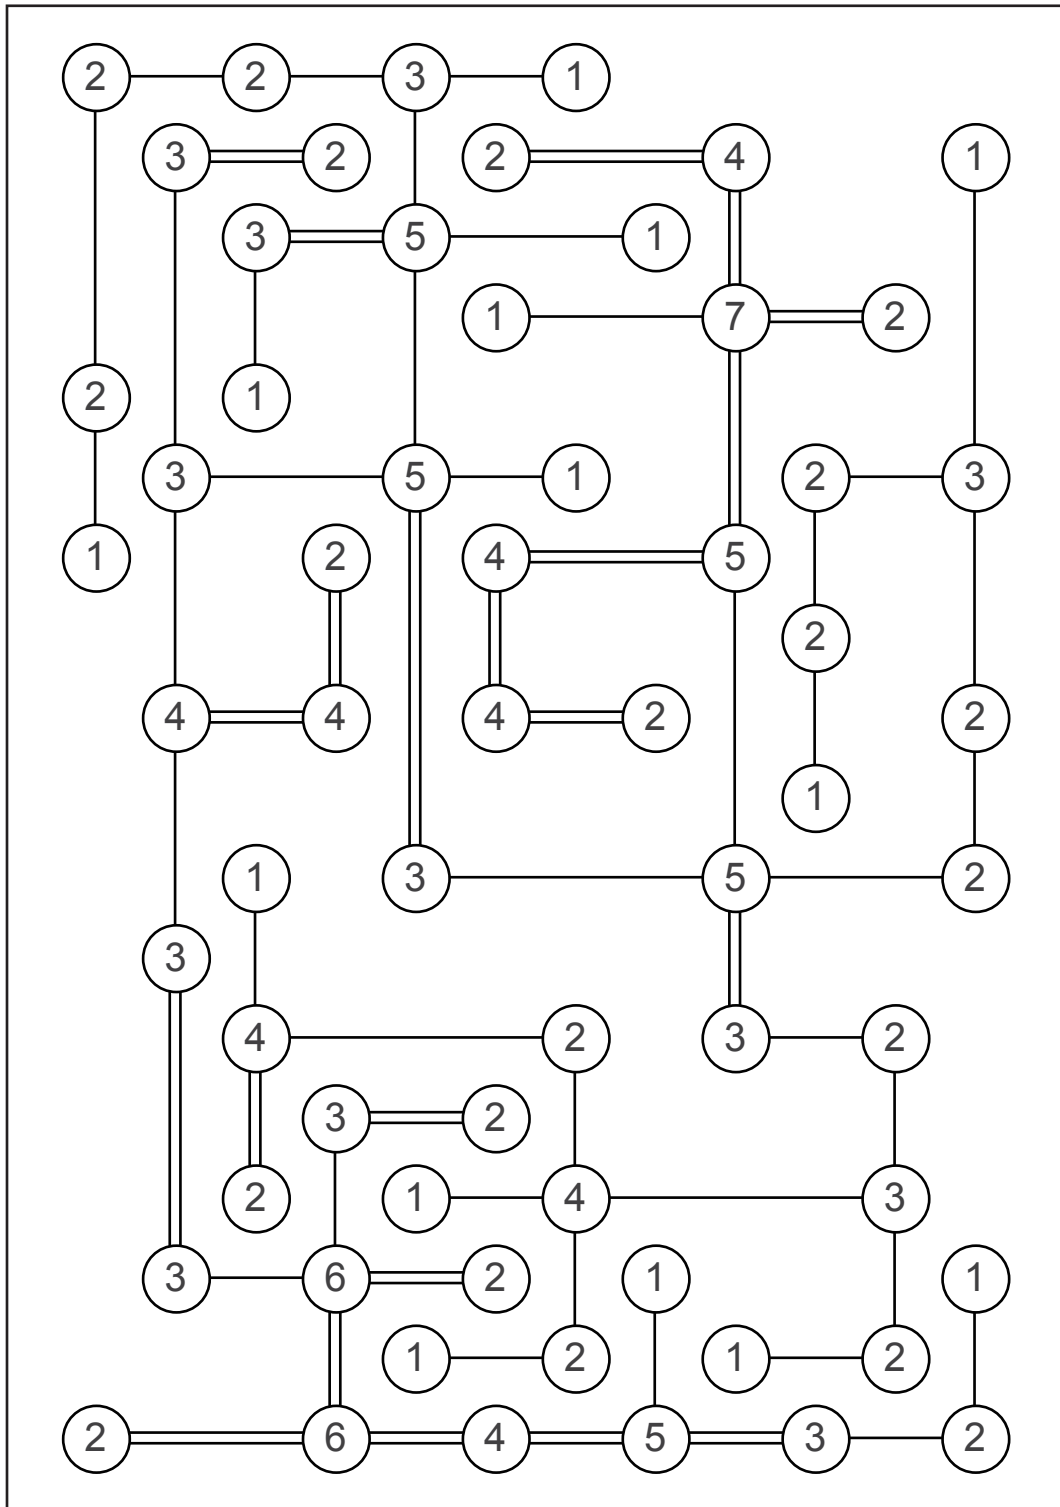 2 2 3 1
3 2 2 4 1
3 5 1
1 7 2
2 1
3 5 1 2 3
1 2 4 5
2
4 4 4 2 2
1
1 3 5 2
3
4 2 3 2
3 2
2 1 4 3
3 6 2 1 1
1 2 1 2
2 6 4 5 3 2